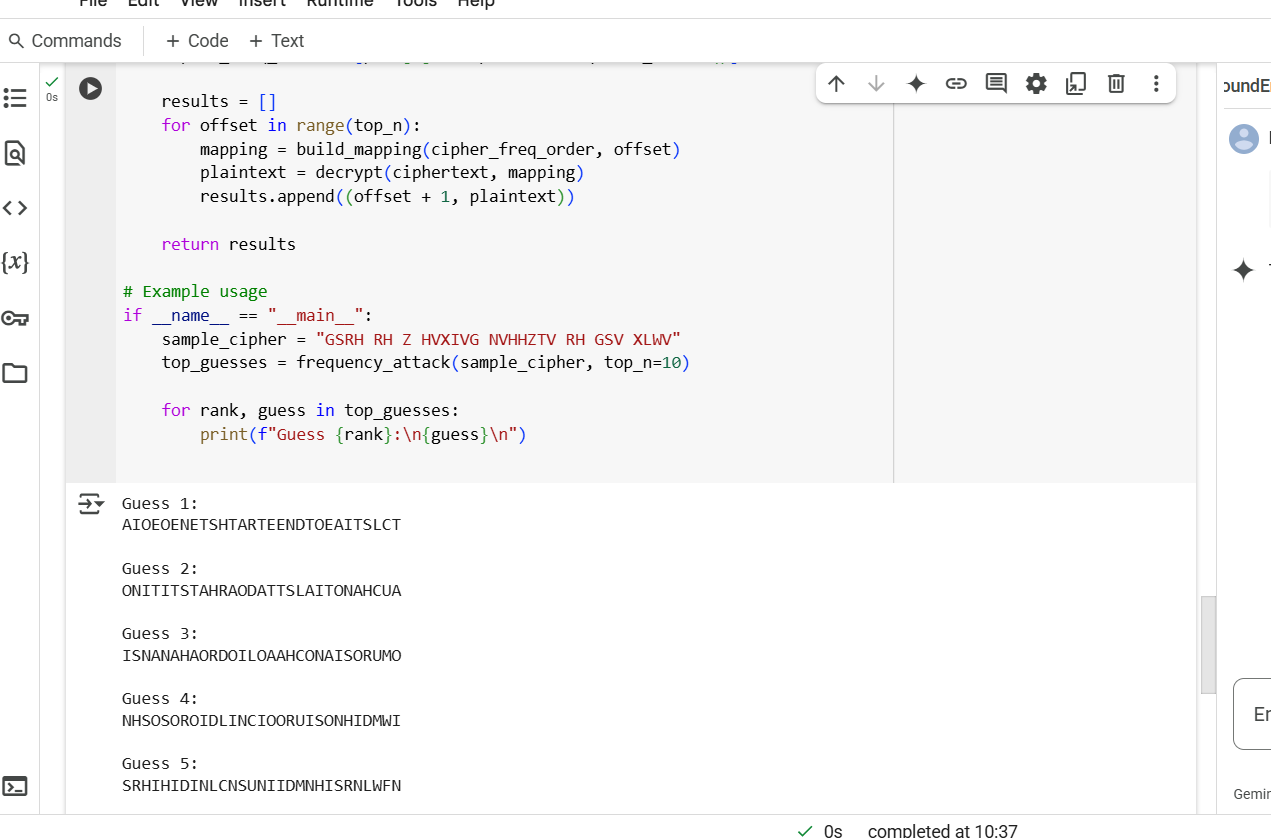 File Edit View Insert Runtime Tools Help
Commands + Code + Text
0s
oundE
results = []
for offset in range(top_n):
mapping = build_mapping(cipher_freq_order, offset)
plaintext = decrypt(ciphertext, mapping)
results.append((offset + 1, plaintext))
return results
# Example usage
if __name__ == "__main__":
sample_cipher = "GSRH RH Z HVXIVG NVHHZTV RH GSV XLWV"
top_guesses = frequency_attack(sample_cipher, top_n=10)
for rank, guess in top_guesses:
print(f"Guess {rank}:\n{guess}\n")
Guess 1:
AIOEOENETSHTARTEENDTOEAITSLCT
Guess 2:
ONITITSTAHRAODATTSLAITONAHCUA
Guess 3:
ISNANAHAORDOILOAAHCONAISORUMO
Guess 4:
NHSOSOROIDLINCIOORUISONHIDMWI
Guess 5:
SRHIHIDINLCNSUNIIDMNHISRNLWFN
{x}
Er
Gemir
0s completed at 10:37